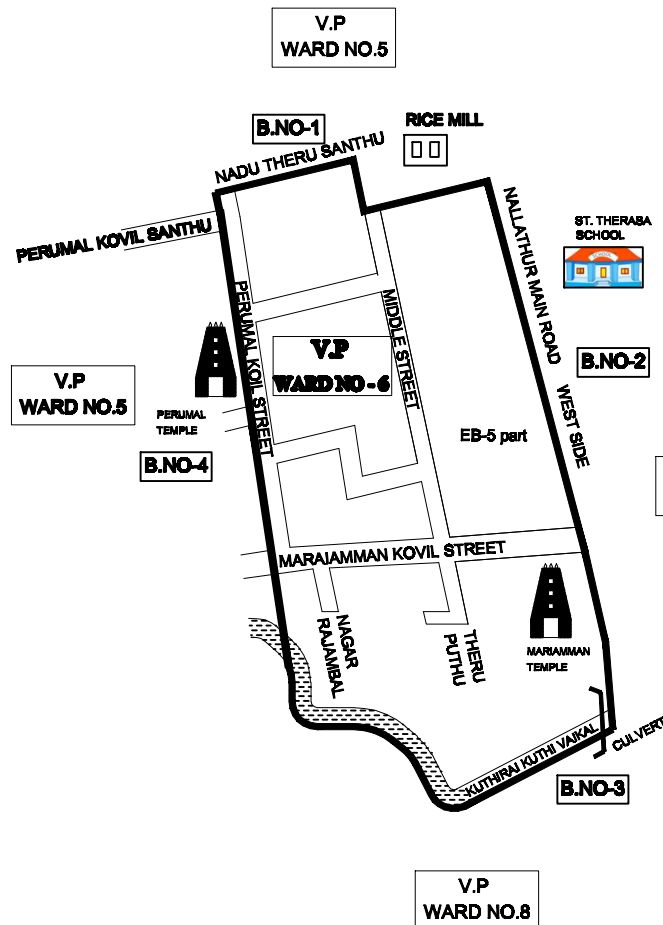 V.P
WARD NO.5
B.NO-1
RICE MILL
NADU THERU SANTHU
PERUMAL KOVIL SANTHU
NALLATHUR MAIN ROAD WEST SIDE
ST. THERASA
SCHOOL
SCHOOL
PERUMAL KOIL STREET
MIDDLE STREET
V.P
WARD NO - 6
B.NO-2
V.P
WARD NO.5
PERUMAL
TEMPLE
B.NO-4
EB-5 part
MARAIAMMAN KOVIL STREET
NAGAR
RAJAMBAL
THERU
PUTHU
MARIAMMAN
TEMPLE
KUTHIRAI KUTHI VAIKAL
CULVERT
B.NO-3
V.P
WARD NO.8